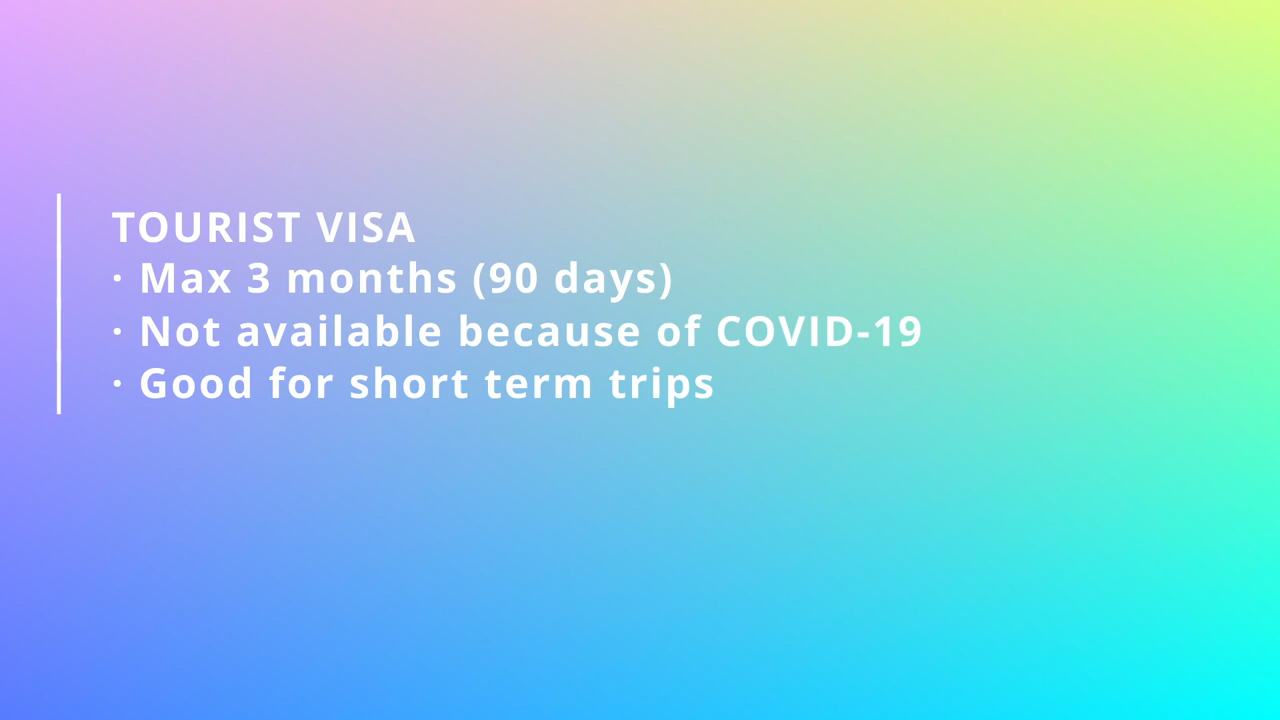 TOURIST VISA
· Max 3 months (90 days)
· Not available because of COVID-19
· Good for short term trips